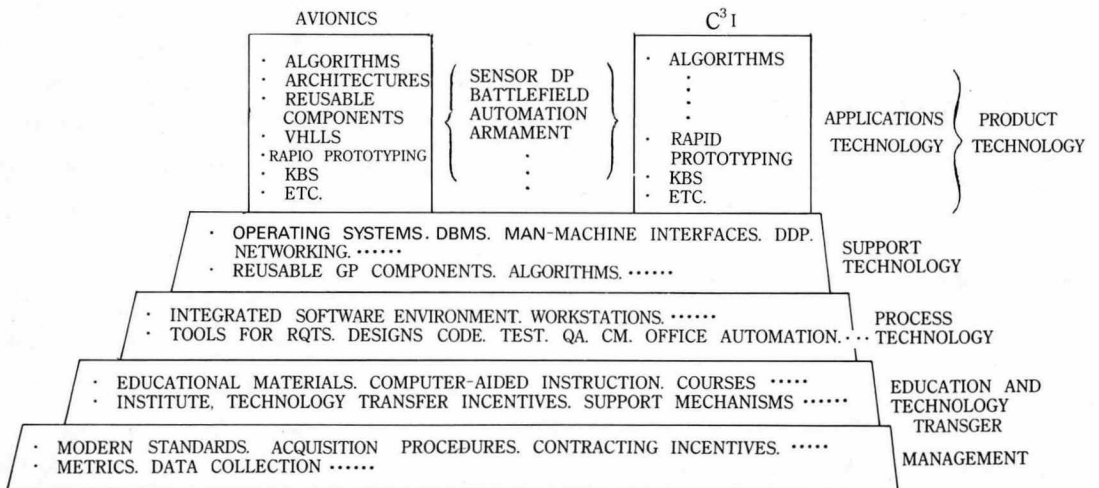 AVIONICS
· ALGORITHMS
· ARCHITECTURES
· REUSABLE
COMPONENTS
· VHLLS
·RAPIO PROTOTYPING
· KBS
· ETC.
SENSOR DP
BATTLEFIELD
AUTOMATION
ARMAMENT
·
·
·
C³I
· ALGORITHMS
·
·
·
·
· RAPID
PROTOTYPING
· KBS
· ETC.
APPLICATIONS
TECHNOLOGY
PRODUCT
TECHNOLOGY
· OPERATING SYSTEMS. DBMS. MAN-MACHINE INTERFACES. DDP.
NETWORKING. ······
· REUSABLE GP COMPONENTS. ALGORITHMS. ······
SUPPORT
TECHNOLOGY
· INTEGRATED SOFTWARE ENVIRONMENT. WORKSTATIONS. ······
· TOOLS FOR RQTS. DESIGNS CODE. TEST. QA. CM. OFFICE AUTOMATION. ···
PROCESS
TECHNOLOGY
· EDUCATIONAL MATERIALS. COMPUTER-AIDED INSTRUCTION. COURSES ·····
· INSTITUTE, TECHNOLOGY TRANSFER INCENTIVES. SUPPORT MECHANISMS ······
EDUCATION AND
TECHNOLOGY
TRANSGER
· MODERN STANDARDS. ACQUISITION PROCEDURES. CONTRACTING INCENTIVES. ·····
· METRICS. DATA COLLECTION ······
MANAGEMENT